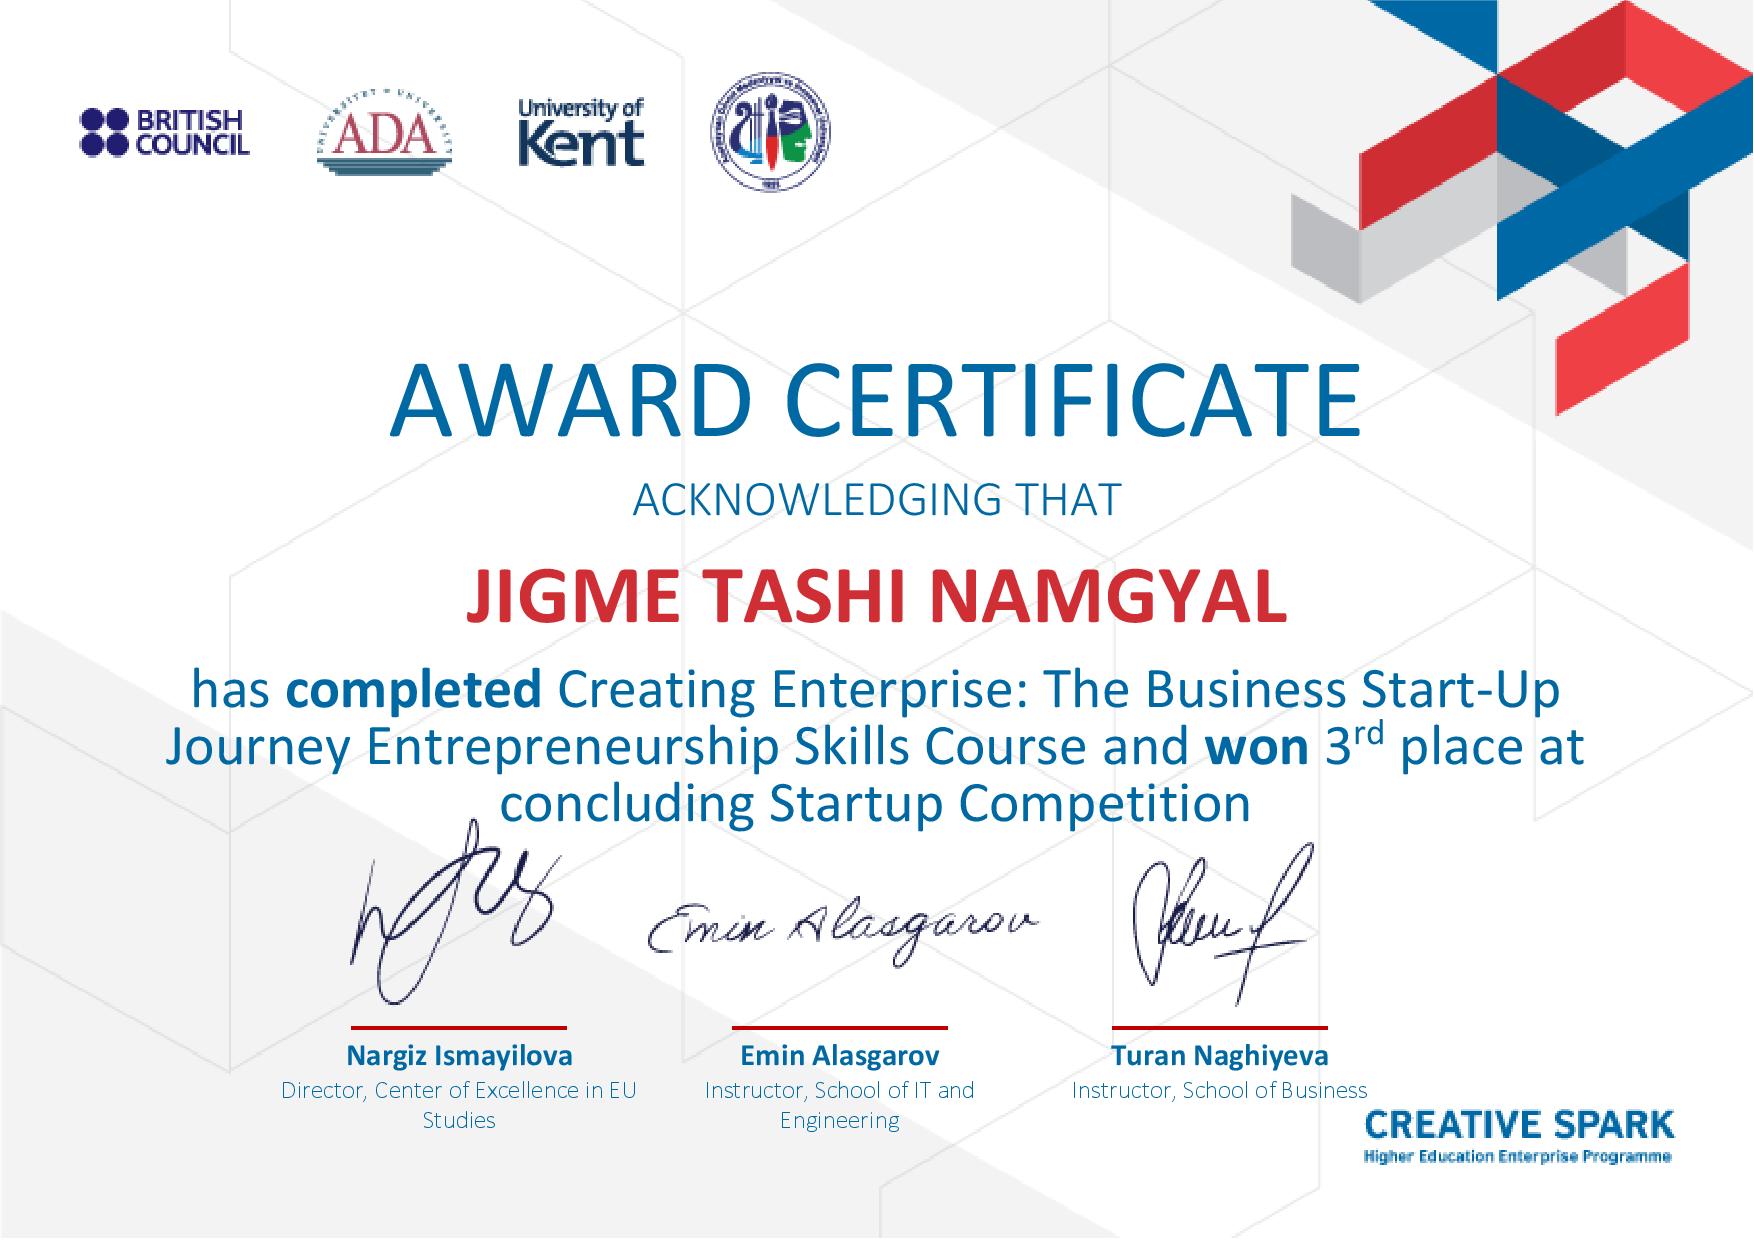 BRITISH
COUNCIL
ADA
UNIVERSITET UNIVERSITY
University of
Kent
AWARD CERTIFICATE
ACKNOWLEDGING THAT
JIGME TASHI NAMGYAL
has completed Creating Enterprise: The Business Start-Up
Journey Entrepreneurship Skills Course and won 3rd place at
concluding Startup Competition
Emin Alasgarov
Nargiz Ismayilova
Director, Center of Excellence in EU
Studies
Emin Alasgarov
Instructor, School of IT and
Engineering
Turan Naghiyeva
Instructor, School of Business
CREATIVE SPARK
Higher Education Enterprise Programme